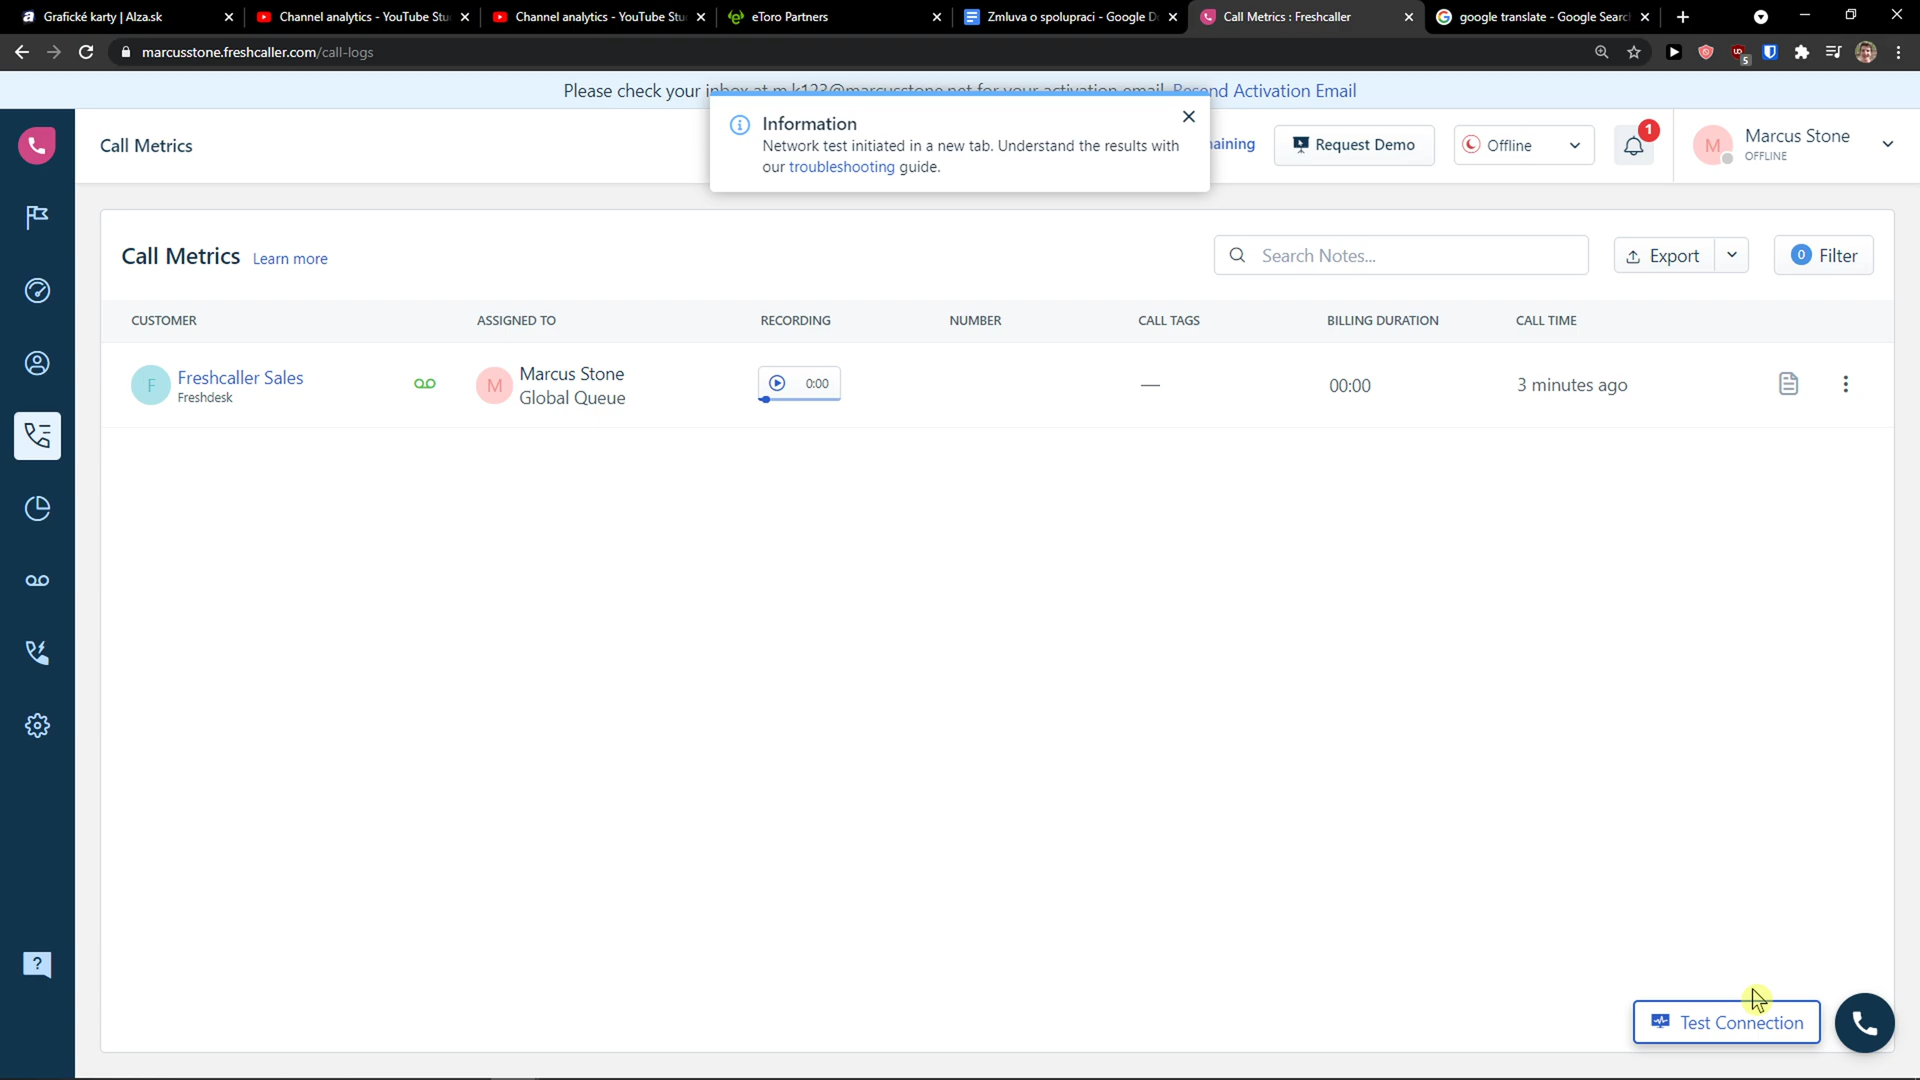 Grafické karty | Alza.sk
Channel analytics - YouTube Stu
Channel analytics - YouTube Stu
eToro Partners
Zmluva o spolupraci - Google D
Call Metrics : Freshcaller
google translate - Google Searc
marcusstone.freshcaller.com/call-logs
5
Please check your inbox at m.k123@marcusstone.net for your activation email. Resend Activation Email
Information
Network test initiated in a new tab. Understand the results with
our troubleshooting guide.
Call Metrics
aining
Request Demo
Offline
1
M
Marcus Stone
OFFLINE
Call Metrics
Learn more
Search Notes...
Export
0 Filter
CUSTOMER
ASSIGNED TO
RECORDING
NUMBER
CALL TAGS
BILLING DURATION
CALL TIME
F
Freshcaller Sales
Freshdesk
M
Marcus Stone
Global Queue
0:00
—
00:00
3 minutes ago
?
Test Connection